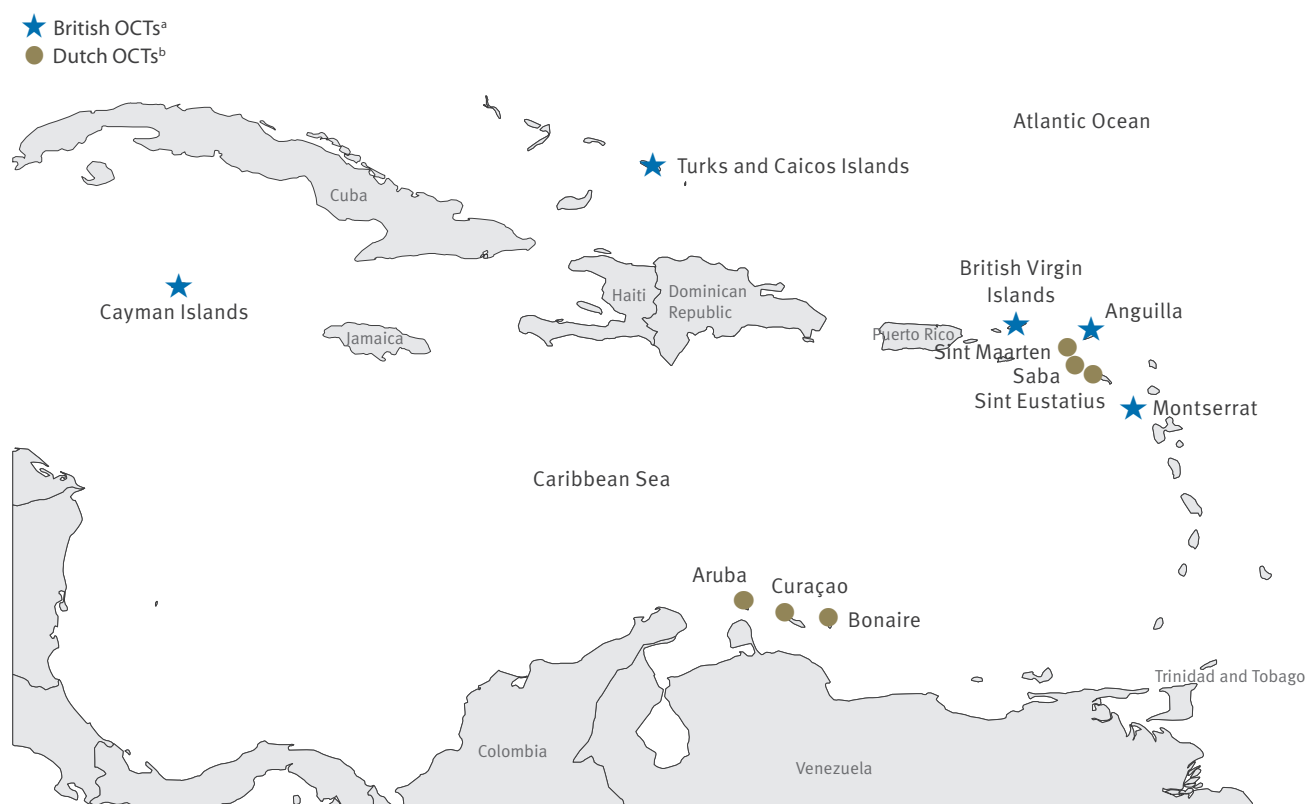 British OCTsᵃ
Dutch OCTsᵇ
Atlantic Ocean
Turks and Caicos Islands
Cuba
British Virgin
Islands
Cayman Islands
Haiti
Dominican
Republic
Anguilla
Jamaica
Puerto Rico
Sint Maarten
Saba
Sint Eustatius
Montserrat
Caribbean Sea
Aruba
Curaçao
Bonaire
Trinidad and Tobago
Colombia
Venezuela